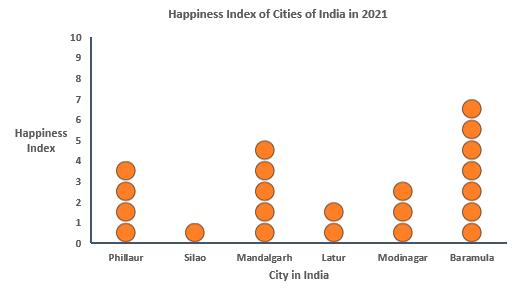 Happiness Index of Cities of India in 2021
10
9
8
7
6
5
4
3
2
1
0
Happiness
Index
Phillaur Silao Mandalgarh Latur Modinagar Baramula
City in India